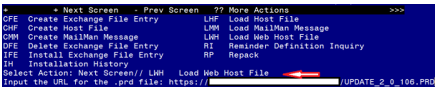 + + Next Screen - Prev Screen ?? More Actions >>>
CFE Create Exchange File Entry LHF Load Host File
CHF Create Host File LMM Load MailMan Message
CMM Create MailMan Message LWH Load Web Host File
DFE Delete Exchange File Entry RI Reminder Definition Inquiry
IFE Install Exchange File Entry RP Repack
IH Installation History
Select Action: Next Screen// LWH Load Web Host File
Input the URL for the .prd file: https:// /UPDATE_2_0_106.PRD